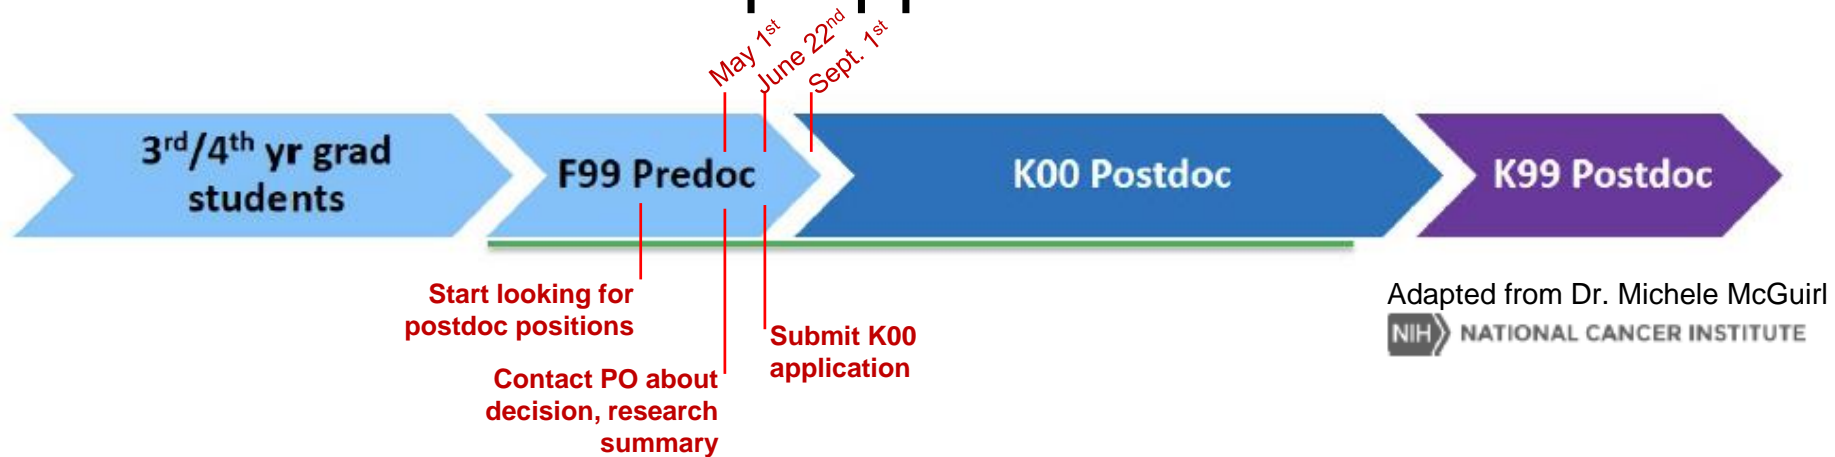 May 1st
June 22nd
Sept. 1st
3rd/4th yr grad
students
F99 Predoc
K00 Postdoc
K99 Postdoc
Start looking for
postdoc positions
Contact PO about
decision, research
summary
Submit K00
application
Adapted from Dr. Michele McGuirl
NIH NATIONAL CANCER INSTITUTE